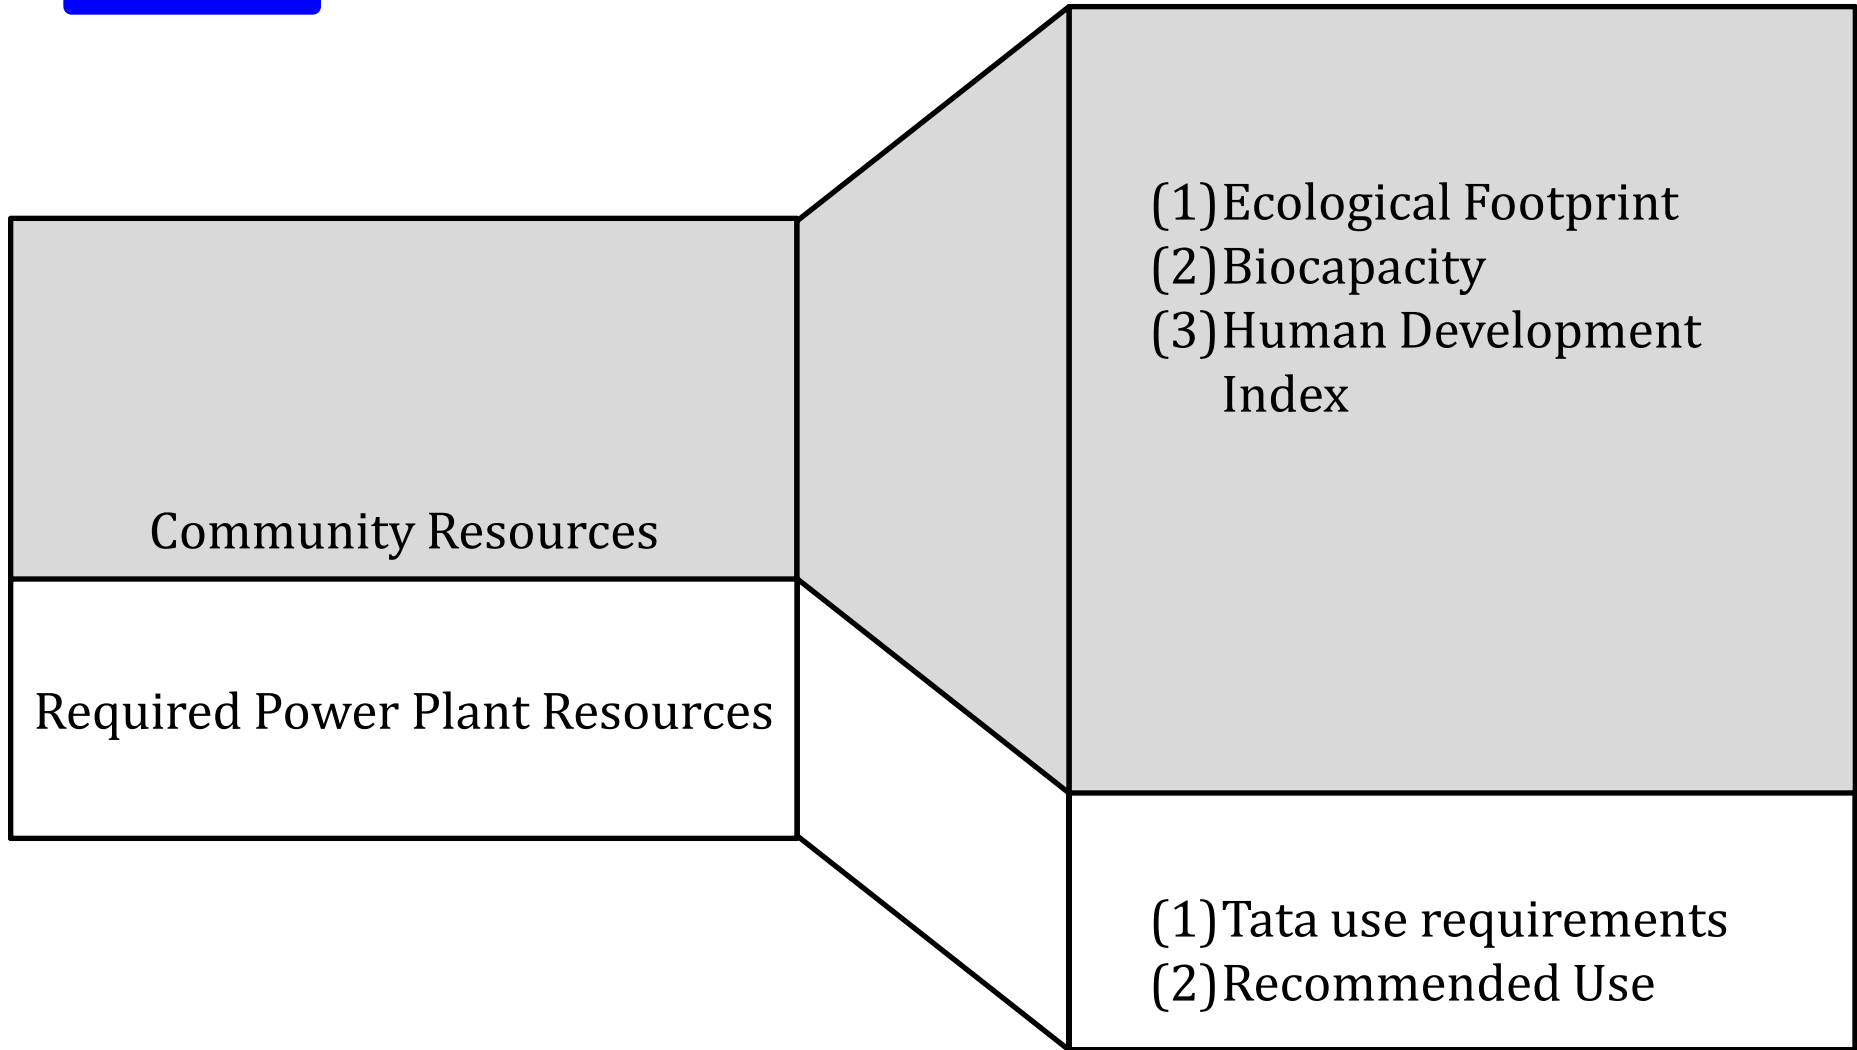 Community Resources
Required Power Plant Resources
(1)Ecological Footprint
(2)Biocapacity
(3)Human Development
Index
(1)Tata use requirements
(2)Recommended Use